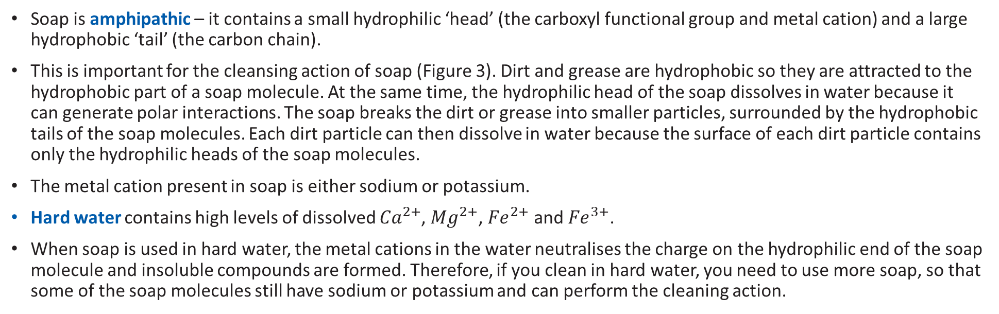 • Soap is amphipathic – it contains a small hydrophilic ‘head’ (the carboxyl functional group and metal cation) and a large
hydrophobic ‘tail’ (the carbon chain).
• This is important for the cleansing action of soap (Figure 3). Dirt and grease are hydrophobic so they are attracted to the
hydrophobic part of a soap molecule. At the same time, the hydrophilic head of the soap dissolves in water because it
can generate polar interactions. The soap breaks the dirt or grease into smaller particles, surrounded by the hydrophobic
tails of the soap molecules. Each dirt particle can then dissolve in water because the surface of each dirt particle contains
only the hydrophilic heads of the soap molecules.
• The metal cation present in soap is either sodium or potassium.
• Hard water contains high levels of dissolved Ca²⁺, Mg²⁺, Fe²⁺ and Fe³⁺.
• When soap is used in hard water, the metal cations in the water neutralises the charge on the hydrophilic end of the soap
molecule and insoluble compounds are formed. Therefore, if you clean in hard water, you need to use more soap, so that
some of the soap molecules still have sodium or potassium and can perform the cleaning action.